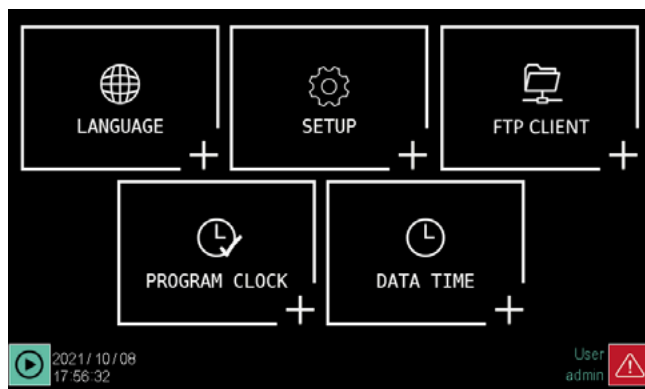 LANGUAGE
SETUP
FTP CLIENT
PROGRAM CLOCK
DATA TIME
2021/10/08
17:56:32
User
admin